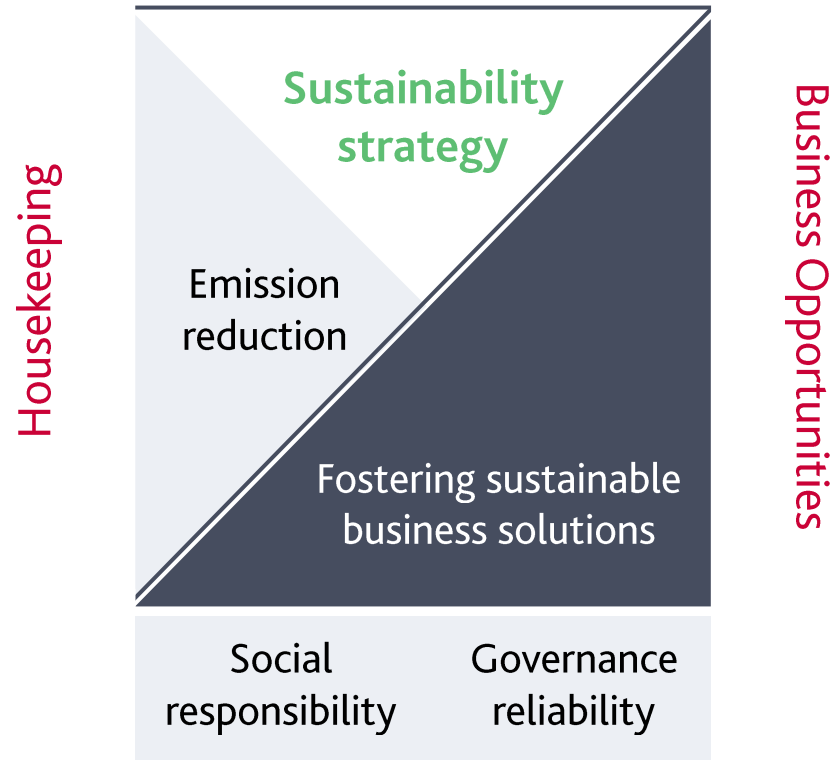 Sustainability
strategy
Housekeeping
Business Opportunities
Emission
reduction
Fostering sustainable
business solutions
Social
responsibility
Governance
reliability